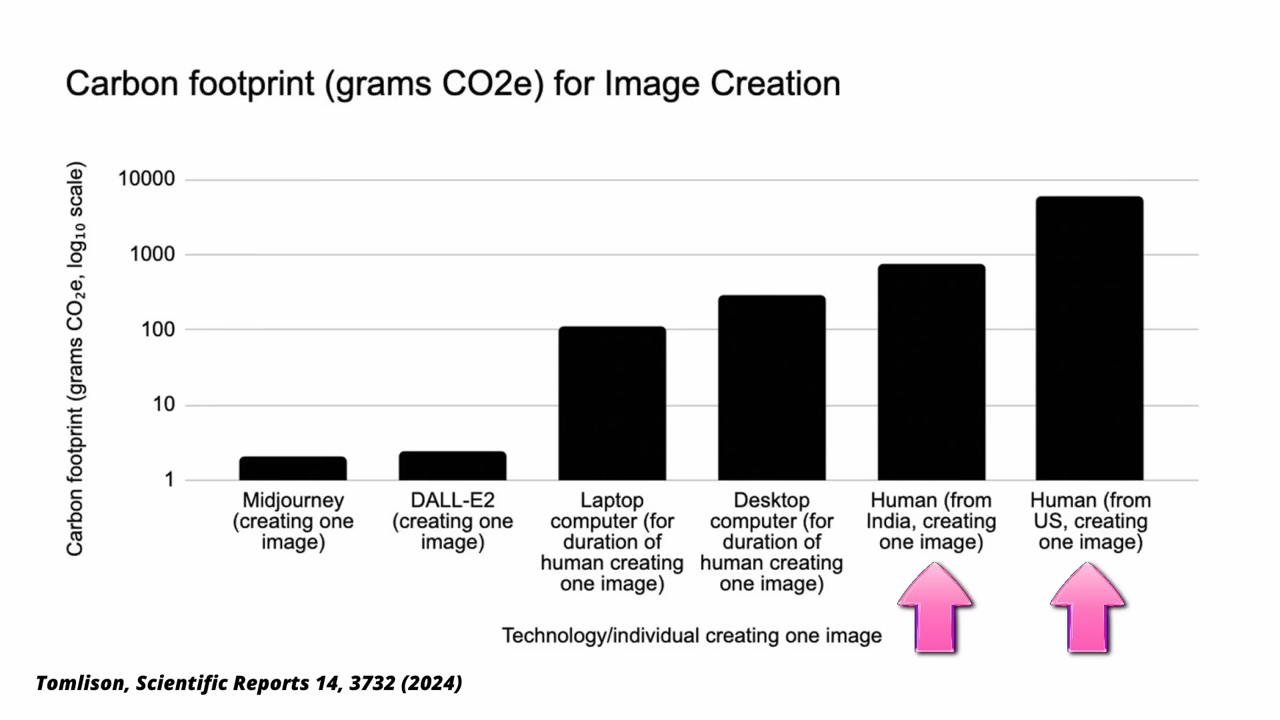 Carbon footprint (grams CO2e) for Image Creation
Carbon footprint (grams CO₂e, log₁₀ scale)
10000
1000
100
10
1
Midjourney
(creating one
image)
DALL-E2
(creating one
image)
Laptop
computer (for
duration of
human creating
one image)
Desktop
computer (for
duration of
human creating
one image)
Human (from
India, creating
one image)
Human (from
US, creating
one image)
Technology/individual creating one image
Tomlison, Scientific Reports 14, 3732 (2024)